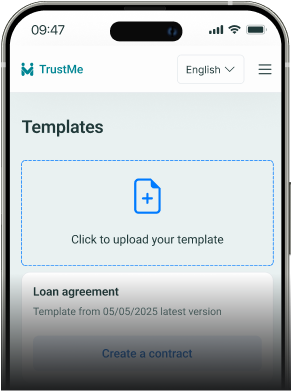 09:47
TrustMe
English
Templates
Click to upload your template
Loan agreement
Template from 05/05/2025 latest version
Create a contract